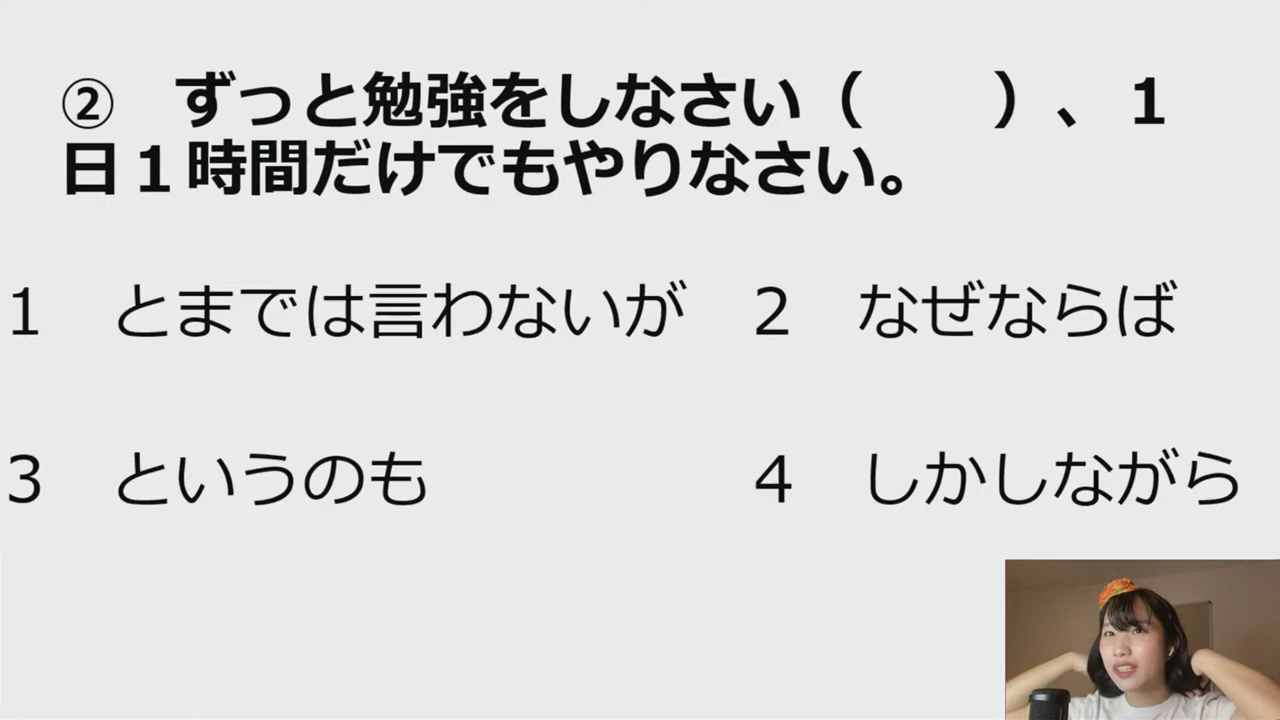 ② ずっと勉強をしなさい（　　）、１
日１時間だけでもやりなさい。
1 とまでは言わないが 2 なぜならば
3 というのも 4 しかしながら